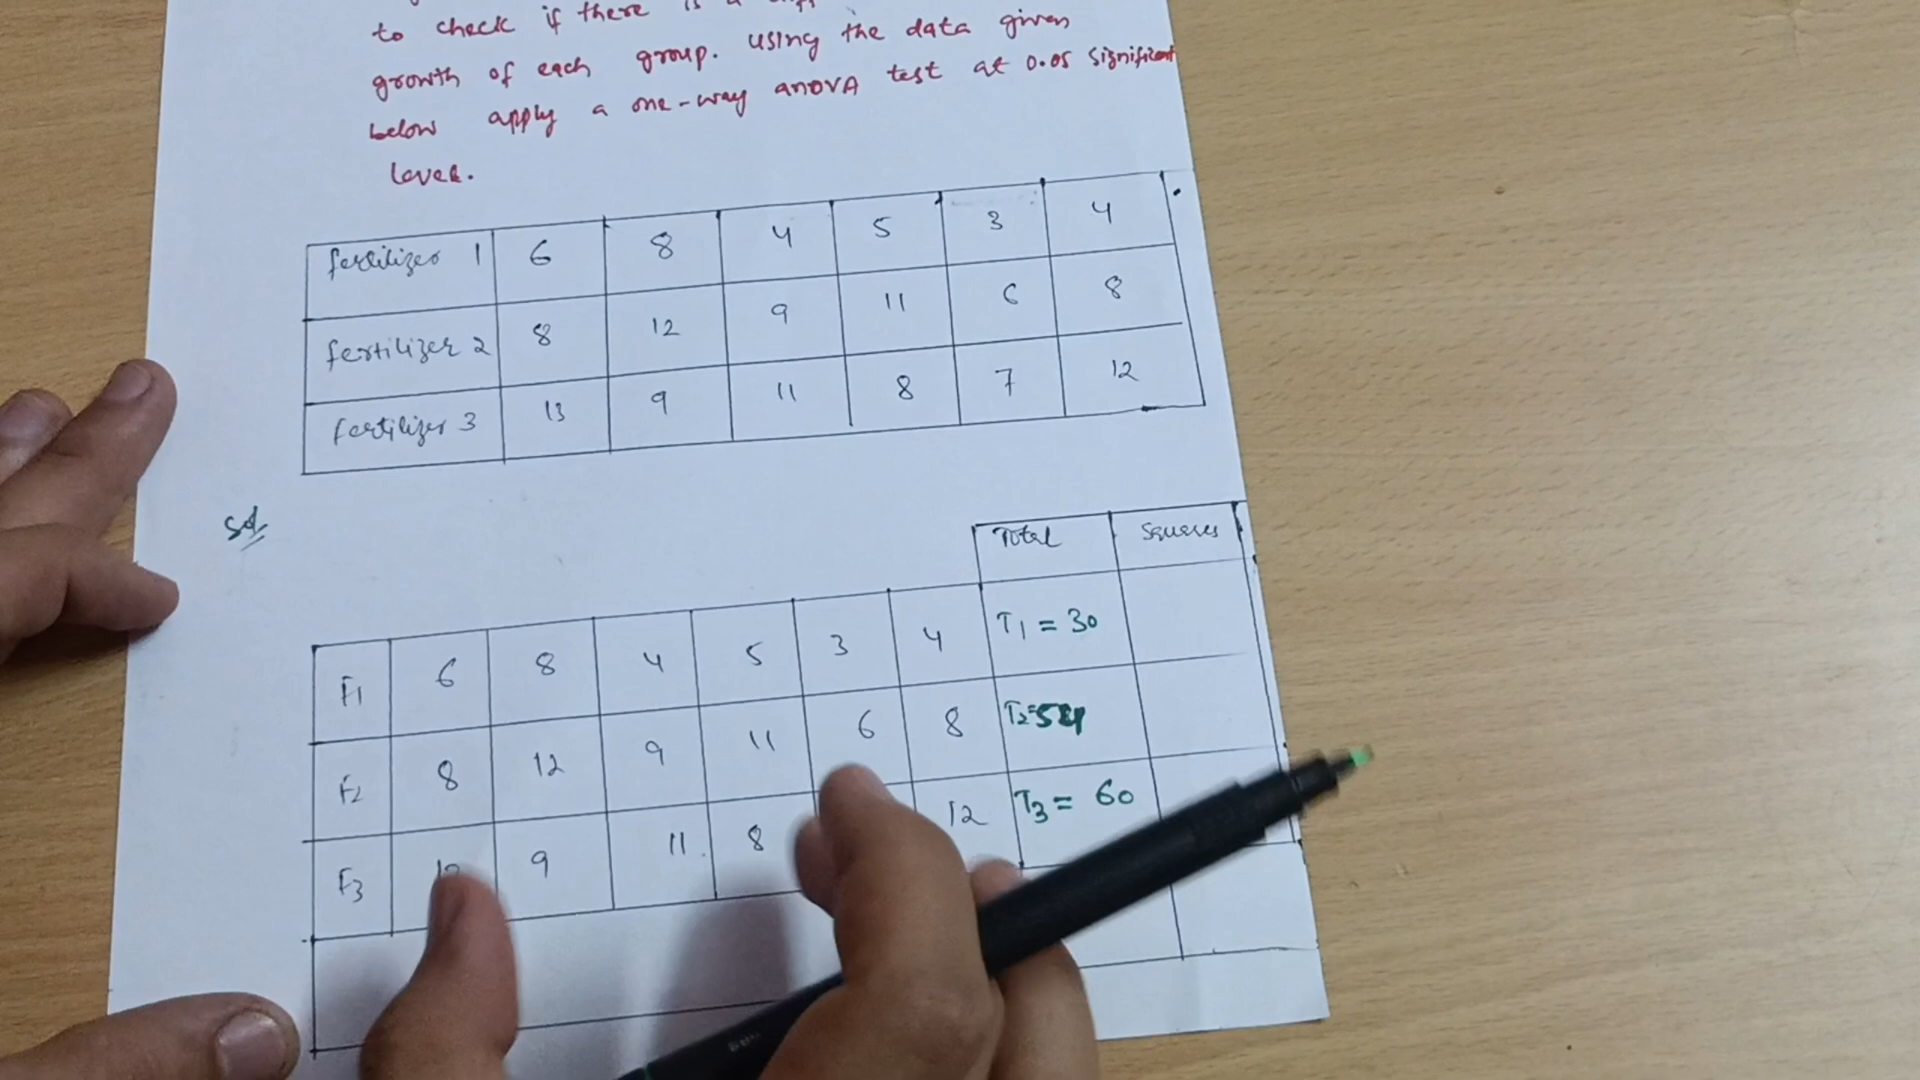 to check if there is a
growth of each group. using the data given
below apply a one-way anOVA test at 0.05 significant
level.
fertilizer 1 6 8 4 5 3 4
fertilizer 2 8 12 9 11 6 8
fertilizer 3 13 9 11 8 7 12
Sol
Total Squares
F1 6 8 4 5 3 4 T1 = 30
F2 8 12 9 11 6 8 T2=54
F3 9 11 8 12 T3 = 60